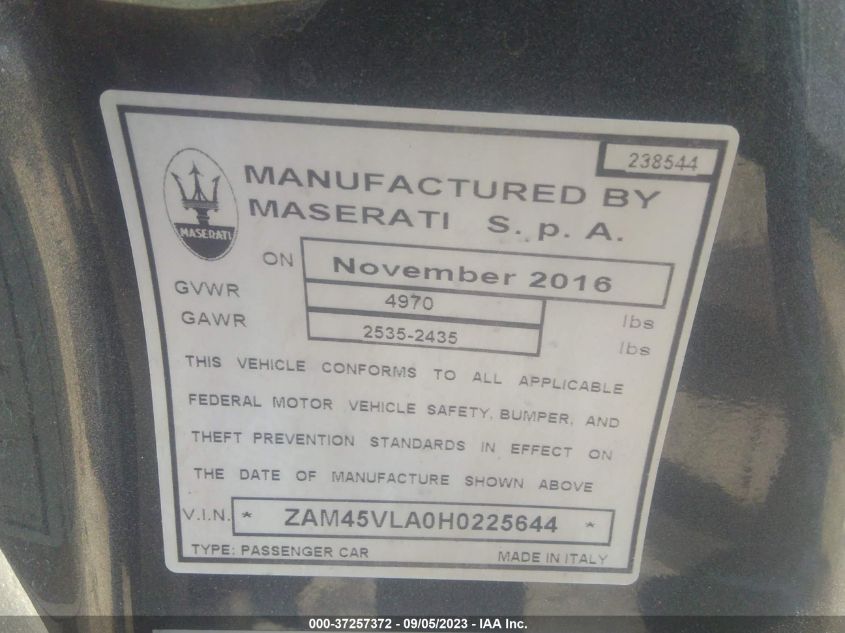 238544
MASERATI
MANUFACTURED BY
MASERATI S. p. A.
ON November 2016
GVWR 4970 lbs
GAWR 2535-2435 lbs
THIS VEHICLE CONFORMS TO ALL APPLICABLE
FEDERAL MOTOR VEHICLE SAFETY, BUMPER, AND
THEFT PREVENTION STANDARDS IN EFFECT ON
THE DATE OF MANUFACTURE SHOWN ABOVE
V.I.N. * ZAM45VLA0H0225644 *
TYPE: PASSENGER CAR MADE IN ITALY
000-37257372 - 09/05/2023 - IAA Inc.